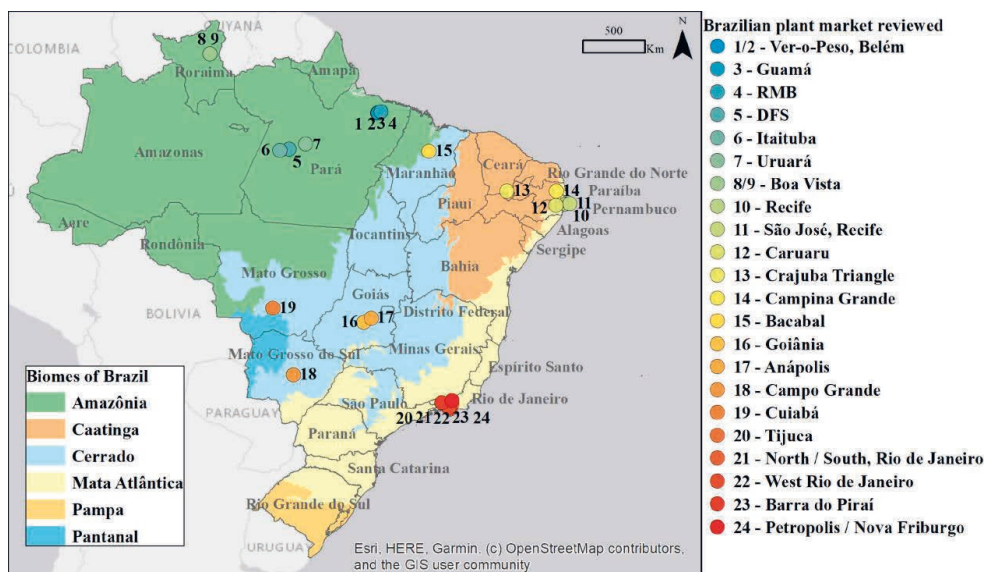 GUYANA
COLOMBIA
8 9
Roraima
Amapá
500
Km
N
1 2 3 4
6 5 7
Amazonas
Pará
15
Maranhão
Ceará
Rio Grande do Norte
13
14
Paraíba
Piauí
12
11
Pernambuco
10
Acre
Alagoas
Rondônia
Tocantins
Sergipe
Mato Grosso
Bahia
19
Goiás
BOLIVIA
16 17
Distrito Federal
Mato Grosso do Sul
Minas Gerais
18
Espírito Santo
PARAGUAY
São Paulo
Rio de Janeiro
20 21 22 23 24
Paraná
Santa Catarina
Rio Grande do Sul
URUGUAY
Biomes of Brazil
Amazônia
Caatinga
Cerrado
Mata Atlântica
Pampa
Pantanal
Esri, HERE, Garmin. (c) OpenStreetMap contributors,
and the GIS user community
Brazilian plant market reviewed
1/2 - Ver-o-Peso, Belém
3 - Guamá
4 - RMB
5 - DFS
6 - Itaituba
7 - Uruará
8/9 - Boa Vista
10 - Recife
11 - São José, Recife
12 - Caruaru
13 - Crajuba Triangle
14 - Campina Grande
15 - Bacabal
16 - Goiânia
17 - Anápolis
18 - Campo Grande
19 - Cuiabá
20 - Tijuca
21 - North / South, Rio de Janeiro
22 - West Rio de Janeiro
23 - Barra do Piraí
24 - Petropolis / Nova Friburgo